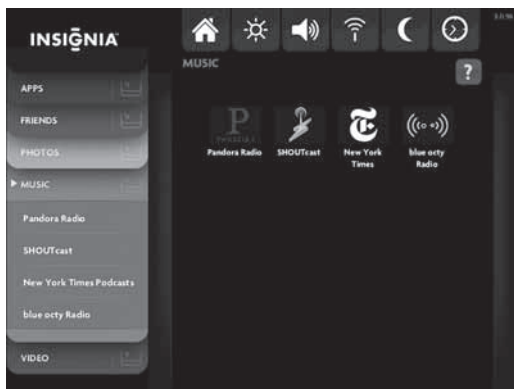 INSIGNIA
MUSIC
?
APPS
FRIENDS
PHOTOS
MUSIC
Pandora Radio
SHOUTcast
New York Times Podcasts
blue octy Radio
VIDEO
P
PANDORA
Pandora Radio
SHOUTcast
New York
Times
blue octy
Radio